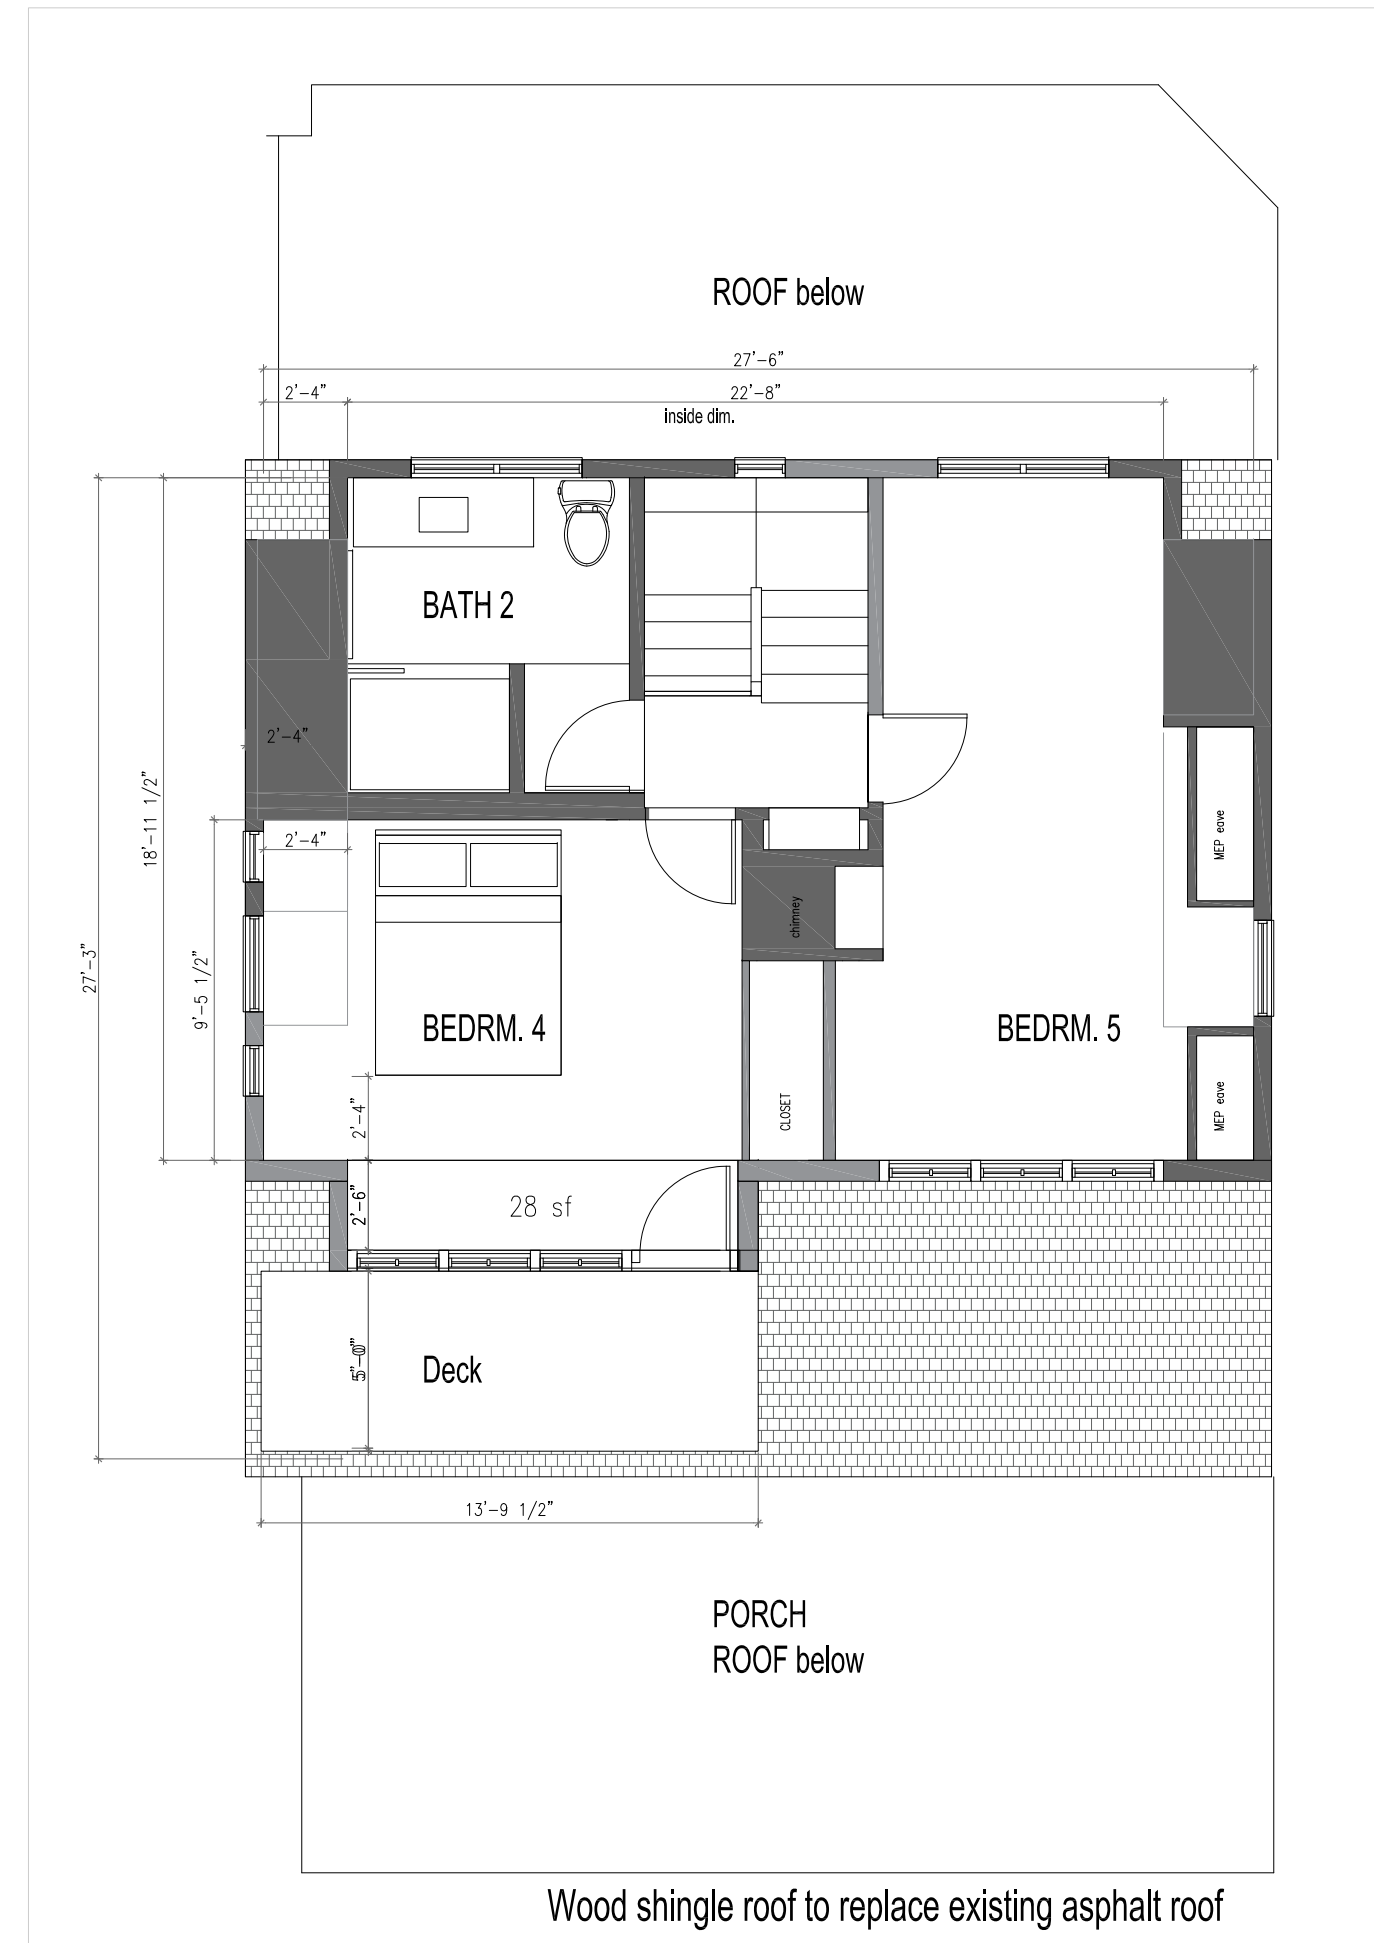 ROOF below
27'-6"
2'-4"
22'-8"
inside dim.
BATH 2
2'-4"
18'-11 1/2"
2'-4"
MEP eave
chimney
27'-3"
9'-5 1/2"
BEDRM. 4
BEDRM. 5
CLOSET
MEP eave
2'-4"
2'-6"
28 sf
5'-0"
Deck
13'-9 1/2"
PORCH
ROOF below
Wood shingle roof to replace existing asphalt roof